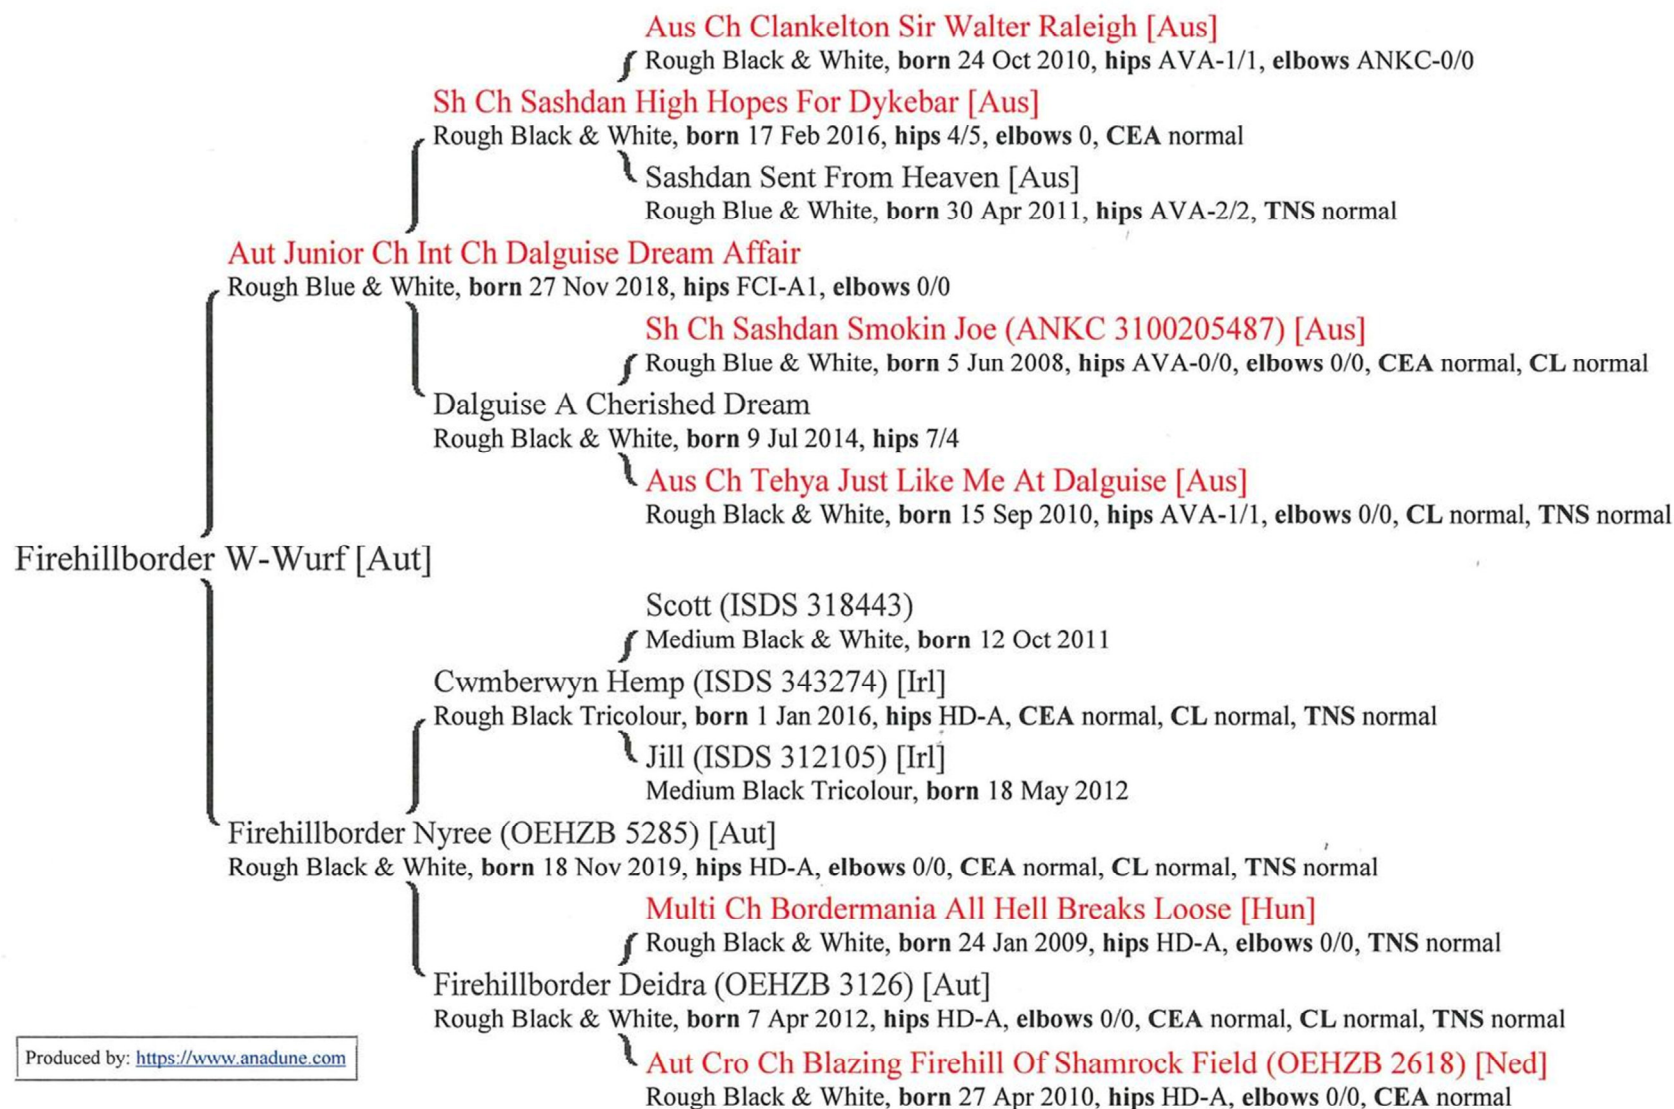 Aus Ch Clankelton Sir Walter Raleigh [Aus]
Rough Black & White, born 24 Oct 2010, hips AVA-1/1, elbows ANKC-0/0
Sh Ch Sashdan High Hopes For Dykebar [Aus]
Rough Black & White, born 17 Feb 2016, hips 4/5, elbows 0, CEA normal
Sashdan Sent From Heaven [Aus]
Rough Blue & White, born 30 Apr 2011, hips AVA-2/2, TNS normal
Aut Junior Ch Int Ch Dalguise Dream Affair
Rough Blue & White, born 27 Nov 2018, hips FCI-A1, elbows 0/0
Sh Ch Sashdan Smokin Joe (ANKC 3100205487) [Aus]
Rough Blue & White, born 5 Jun 2008, hips AVA-0/0, elbows 0/0, CEA normal, CL normal
Dalguise A Cherished Dream
Rough Black & White, born 9 Jul 2014, hips 7/4
Aus Ch Tehya Just Like Me At Dalguise [Aus]
Rough Black & White, born 15 Sep 2010, hips AVA-1/1, elbows 0/0, CL normal, TNS normal
Firehillborder W-Wurf [Aut]
Scott (ISDS 318443)
Medium Black & White, born 12 Oct 2011
Cwmberwyn Hemp (ISDS 343274) [Irl]
Rough Black Tricolour, born 1 Jan 2016, hips HD-A, CEA normal, CL normal, TNS normal
Jill (ISDS 312105) [Irl]
Medium Black Tricolour, born 18 May 2012
Firehillborder Nyree (OEHZB 5285) [Aut]
Rough Black & White, born 18 Nov 2019, hips HD-A, elbows 0/0, CEA normal, CL normal, TNS normal
Multi Ch Bordermania All Hell Breaks Loose [Hun]
Rough Black & White, born 24 Jan 2009, hips HD-A, elbows 0/0, TNS normal
Firehillborder Deidra (OEHZB 3126) [Aut]
Rough Black & White, born 7 Apr 2012, hips HD-A, elbows 0/0, CEA normal, CL normal, TNS normal
Aut Cro Ch Blazing Firehill Of Shamrock Field (OEHZB 2618) [Ned]
Rough Black & White, born 27 Apr 2010, hips HD-A, elbows 0/0, CEA normal
Produced by: https://www.anadune.com